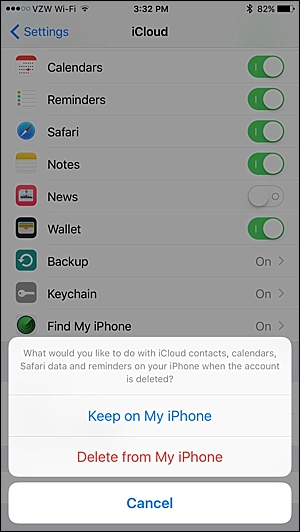 VZW Wi-Fi 3:32 PM 82%
Settings iCloud
Calendars
Reminders
Safari
Notes
News
Wallet
Backup On
Keychain On
Find My iPhone On
What would you like to do with iCloud contacts, calendars,
Safari data and reminders on your iPhone when the account
is deleted?
Keep on My iPhone
Delete from My iPhone
Cancel